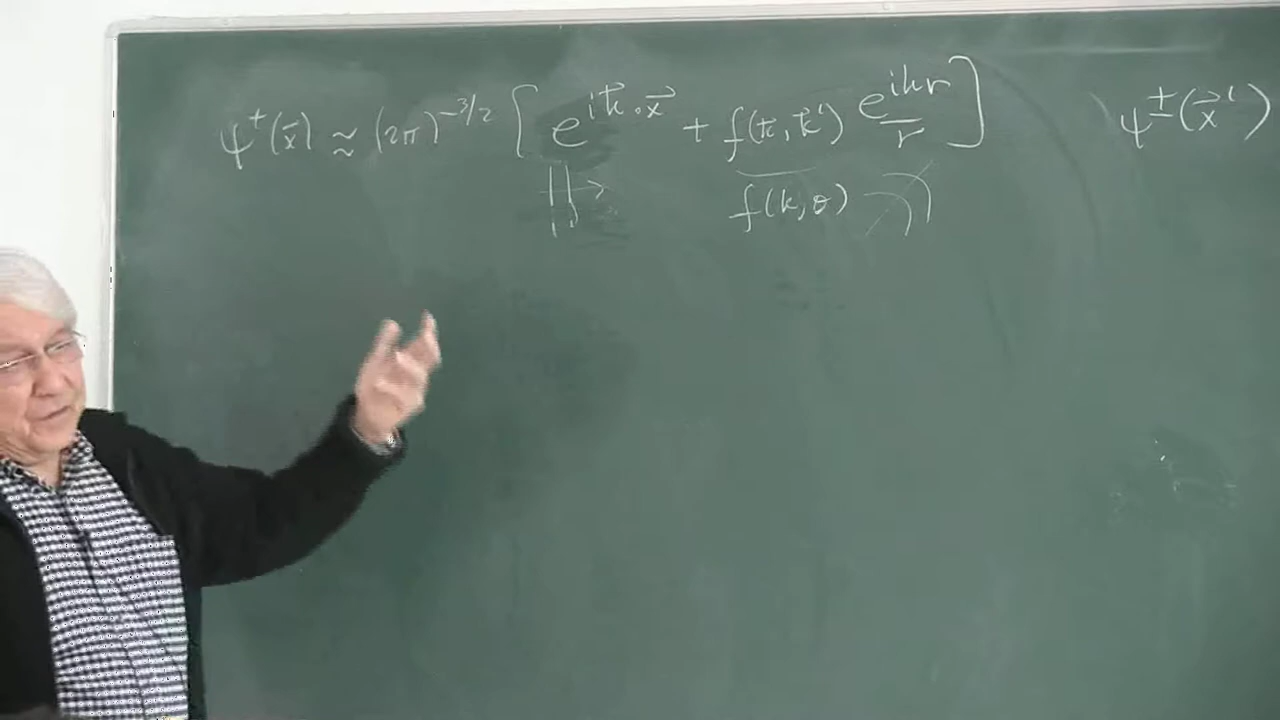 ψ⁺(x⃗) ≈ (2π)^{-3/2} [ e^{ik⃗·x⃗} + f(k⃗, k⃗') e^{ikr}/r ] ψ^±(x⃗')
f(k, θ)